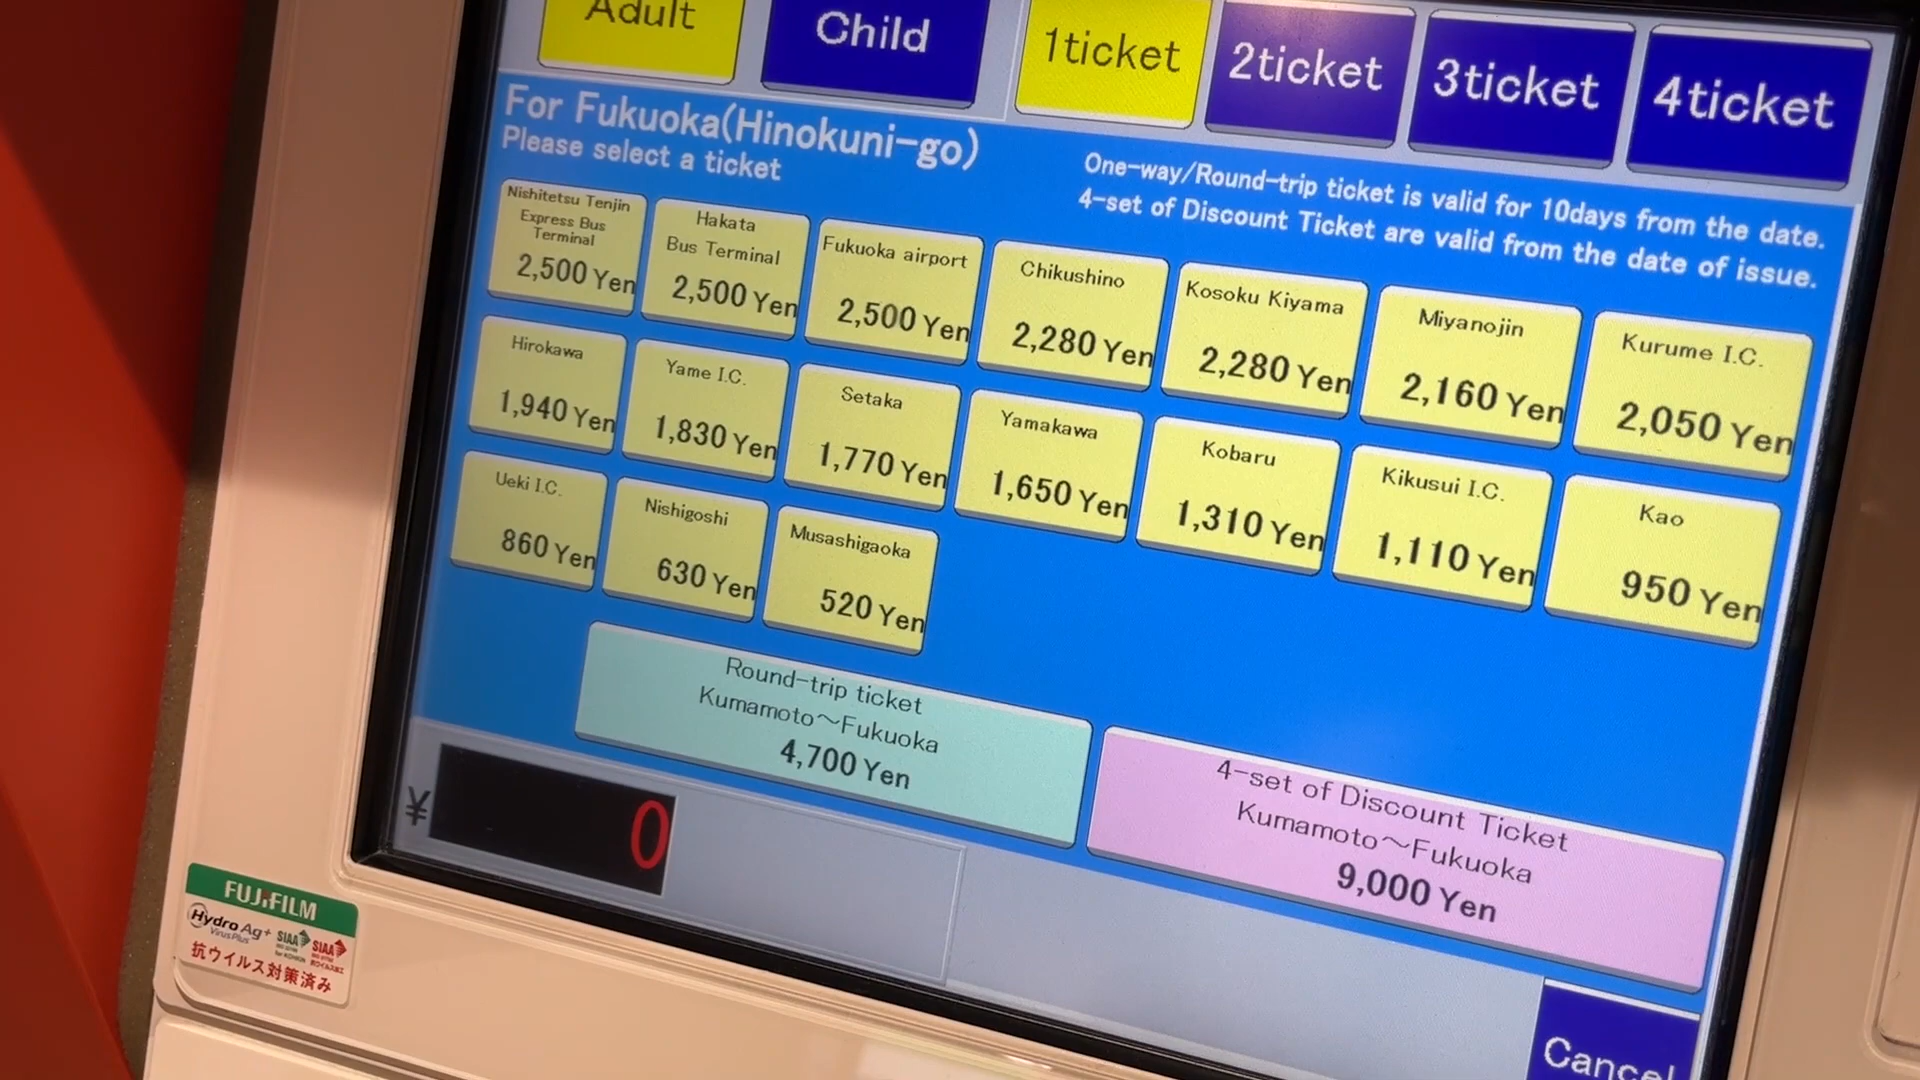 Adult
Child
1ticket
2ticket
3ticket
4ticket
For Fukuoka(Hinokuni-go)
Please select a ticket
One-way/Round-trip ticket is valid for 10days from the date.
4-set of Discount Ticket are valid from the date of issue.
Nishitetsu Tenjin
Express Bus
Terminal
2,500 Yen
Hakata
Bus Terminal
2,500 Yen
Fukuoka airport
2,500 Yen
Chikushino
2,280 Yen
Kosoku Kiyama
2,280 Yen
Miyanojin
2,160 Yen
Kurume I.C.
2,050 Yen
Hirokawa
1,940 Yen
Yame I.C.
1,830 Yen
Setaka
1,770 Yen
Yamakawa
1,650 Yen
Kobaru
1,310 Yen
Kikusui I.C.
1,110 Yen
Kao
950 Yen
Ueki I.C.
860 Yen
Nishigoshi
630 Yen
Musashigaoka
520 Yen
Round-trip ticket
Kumamoto～Fukuoka
4,700 Yen
4-set of Discount Ticket
Kumamoto～Fukuoka
9,000 Yen
¥ 0
Cancel
FUJIFILM
Hydro Ag+
Virus Plus
SIAA
SIAA
抗ウイルス対策済み